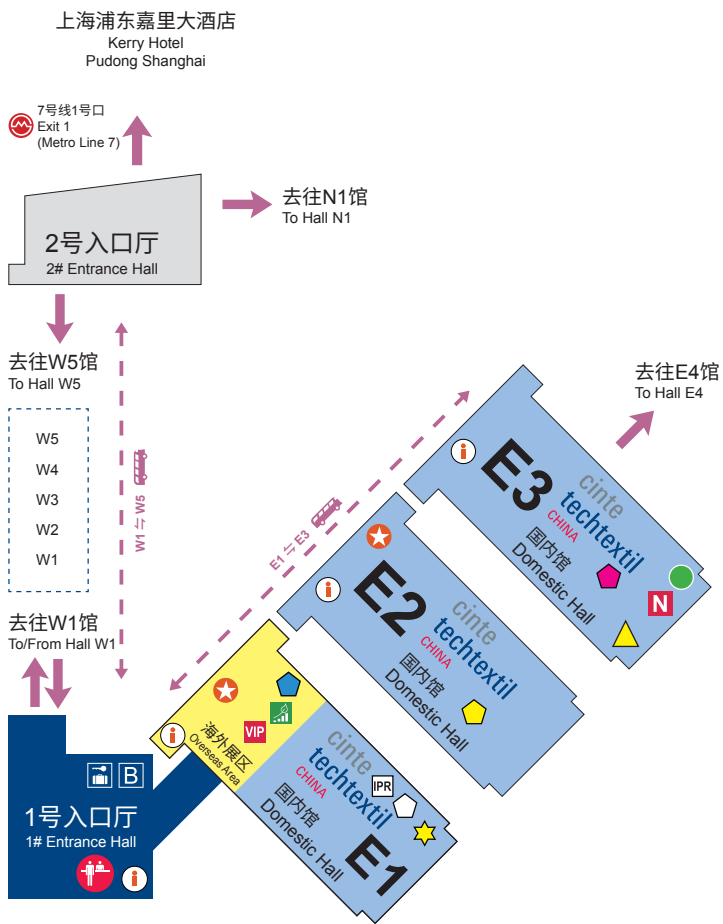 上海浦东嘉里大酒店
Kerry Hotel
Pudong Shanghai
7号线1号口
Exit 1
(Metro Line 7)
去往N1馆
To Hall N1
2号入口厅
2# Entrance Hall
去往W5馆
To Hall W5
W5
W4
W3
W2
W1
W1 ⇋ W5
E1 ⇋ E3
去往E4馆
To Hall E4
E3
cinte
techtextil
CHINA
国内馆
Domestic Hall
N
i
E2
cinte
techtextil
CHINA
国内馆
Domestic Hall
i
去往W1馆
To/From Hall W1
海外展区
Overseas Area
VIP
i
cinte
techtextil
CHINA
国内馆
Domestic Hall
IPR
E1
B
1号入口厅
1# Entrance Hall
i